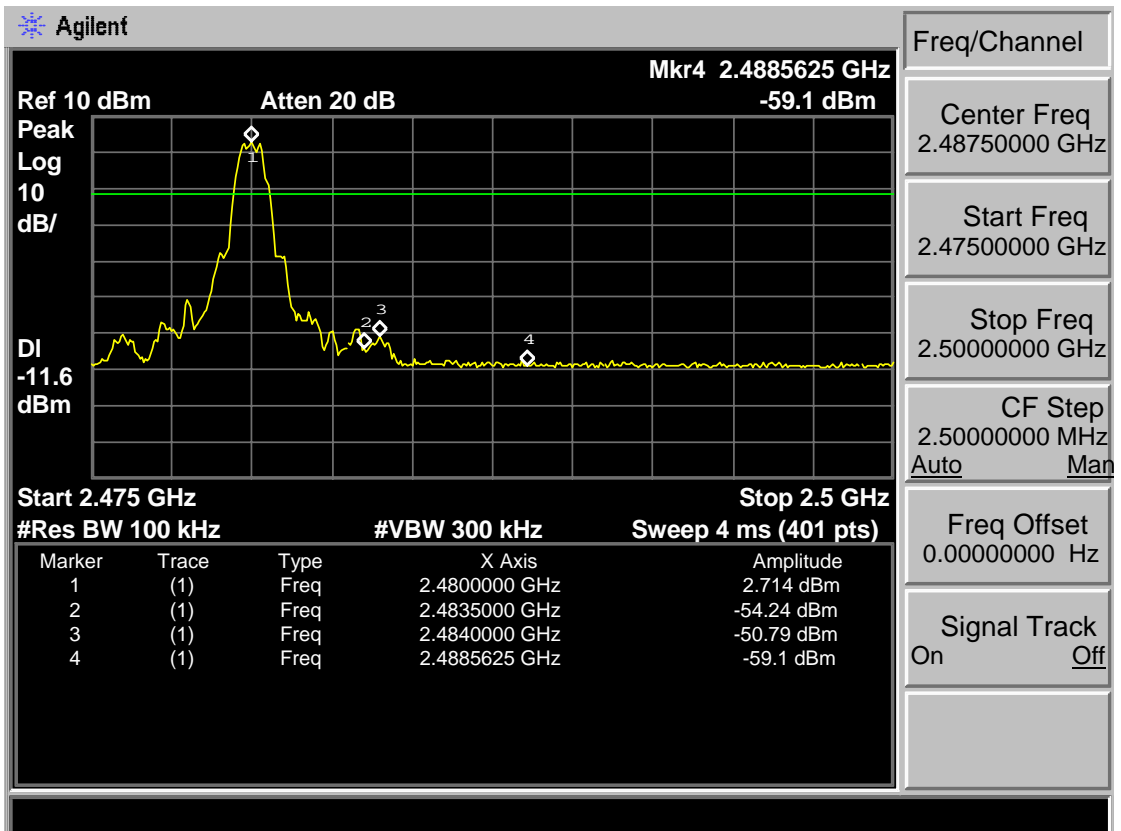 Agilent
Mkr4 2.4885625 GHz
Ref 10 dBm Atten 20 dB -59.1 dBm
Peak
Log
10
dB/
1
2
3
4
DI
-11.6
dBm
Start 2.475 GHz Stop 2.5 GHz
#Res BW 100 kHz #VBW 300 kHz Sweep 4 ms (401 pts)
Marker Trace Type X Axis Amplitude
1 (1) Freq 2.4800000 GHz 2.714 dBm
2 (1) Freq 2.4835000 GHz -54.24 dBm
3 (1) Freq 2.4840000 GHz -50.79 dBm
4 (1) Freq 2.4885625 GHz -59.1 dBm
Freq/Channel
Center Freq
2.48750000 GHz
Start Freq
2.47500000 GHz
Stop Freq
2.50000000 GHz
CF Step
2.50000000 MHz
Auto Man
Freq Offset
0.00000000 Hz
Signal Track
On Off